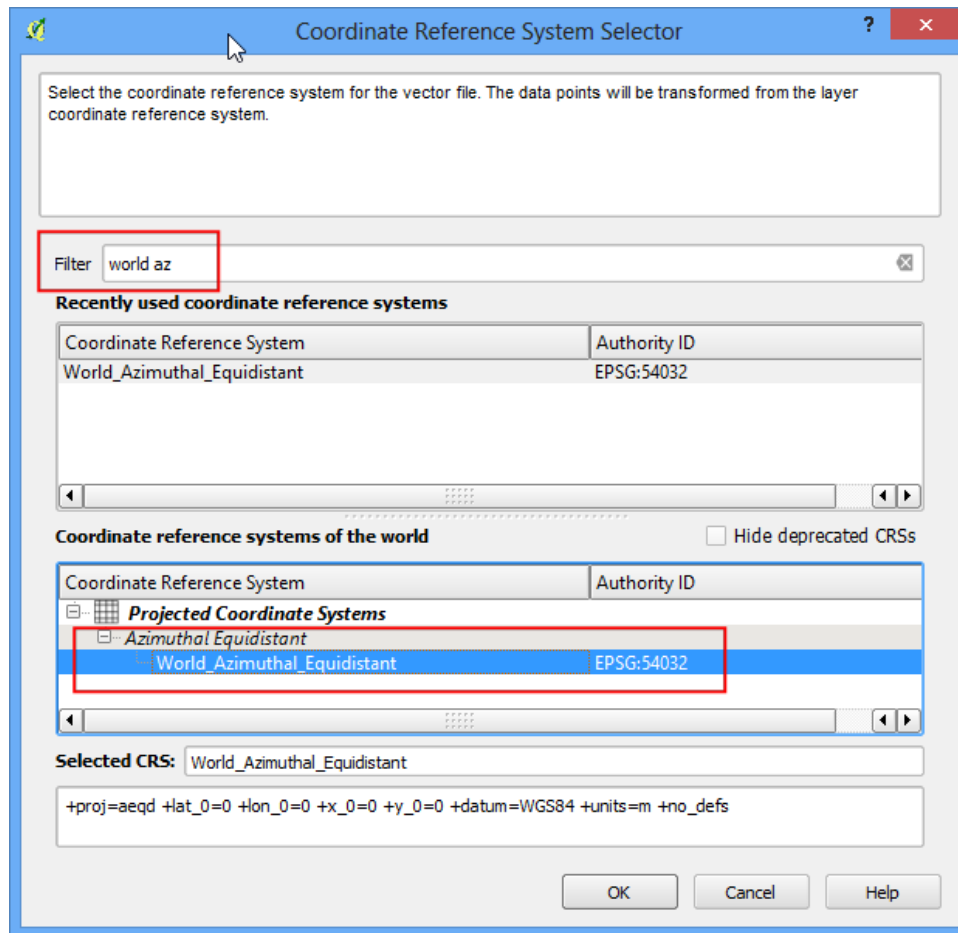 Coordinate Reference System Selector ? ×
Select the coordinate reference system for the vector file. The data points will be transformed from the layer
coordinate reference system.
Filter world az
Recently used coordinate reference systems
Coordinate Reference System Authority ID
World_Azimuthal_Equidistant EPSG:54032
Coordinate reference systems of the world Hide deprecated CRSs
Coordinate Reference System Authority ID
Projected Coordinate Systems
Azimuthal Equidistant
World_Azimuthal_Equidistant EPSG:54032
Selected CRS: World_Azimuthal_Equidistant
+proj=aeqd +lat_0=0 +lon_0=0 +x_0=0 +y_0=0 +datum=WGS84 +units=m +no_defs
OK Cancel Help